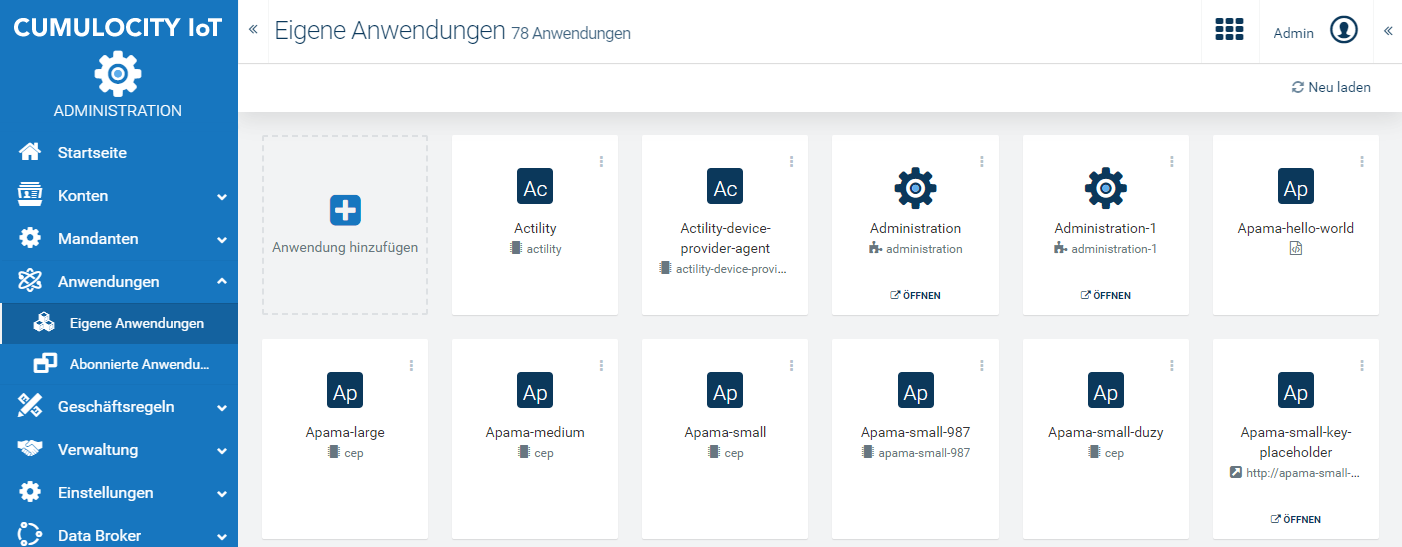 CUMULOCITY IoT
ADMINISTRATION
Startseite
Konten
Mandanten
Anwendungen
Eigene Anwendungen
Abonnierte Anwendu...
Geschäftsregeln
Verwaltung
Einstellungen
Data Broker
Eigene Anwendungen 78 Anwendungen
Admin
Neu laden
Anwendung hinzufügen
Ac
Actility
actility
Ac
Actility-device-
provider-agent
actility-device-provi...
Administration
administration
ÖFFNEN
Administration-1
administration-1
ÖFFNEN
Ap
Apama-hello-world
Ap
Apama-large
cep
Ap
Apama-medium
cep
Ap
Apama-small
cep
Ap
Apama-small-987
apama-small-987
Ap
Apama-small-duzy
cep
Ap
Apama-small-key-
placeholder
http://apama-small-...
ÖFFNEN